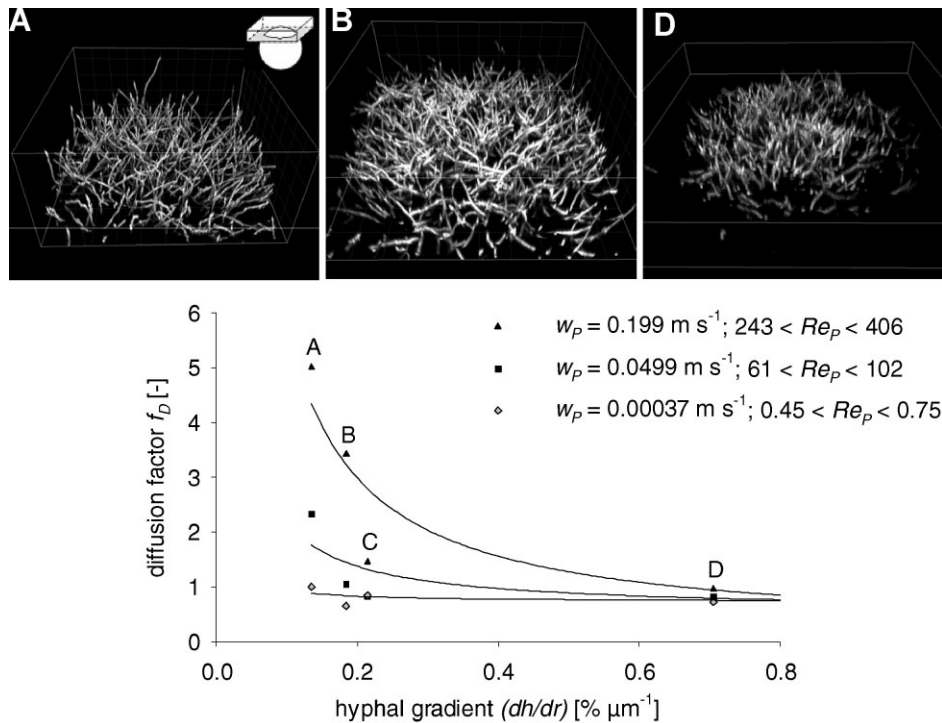 A
B
D
6
5
4
3
2
1
0
diffusion factor f_D [-]
A
B
C
D
w_P = 0.199 m s⁻¹; 243 < Re_P < 406
w_P = 0.0499 m s⁻¹; 61 < Re_P < 102
w_P = 0.00037 m s⁻¹; 0.45 < Re_P < 0.75
0.0
0.2
0.4
0.6
0.8
hyphal gradient (dh/dr) [% µm⁻¹]